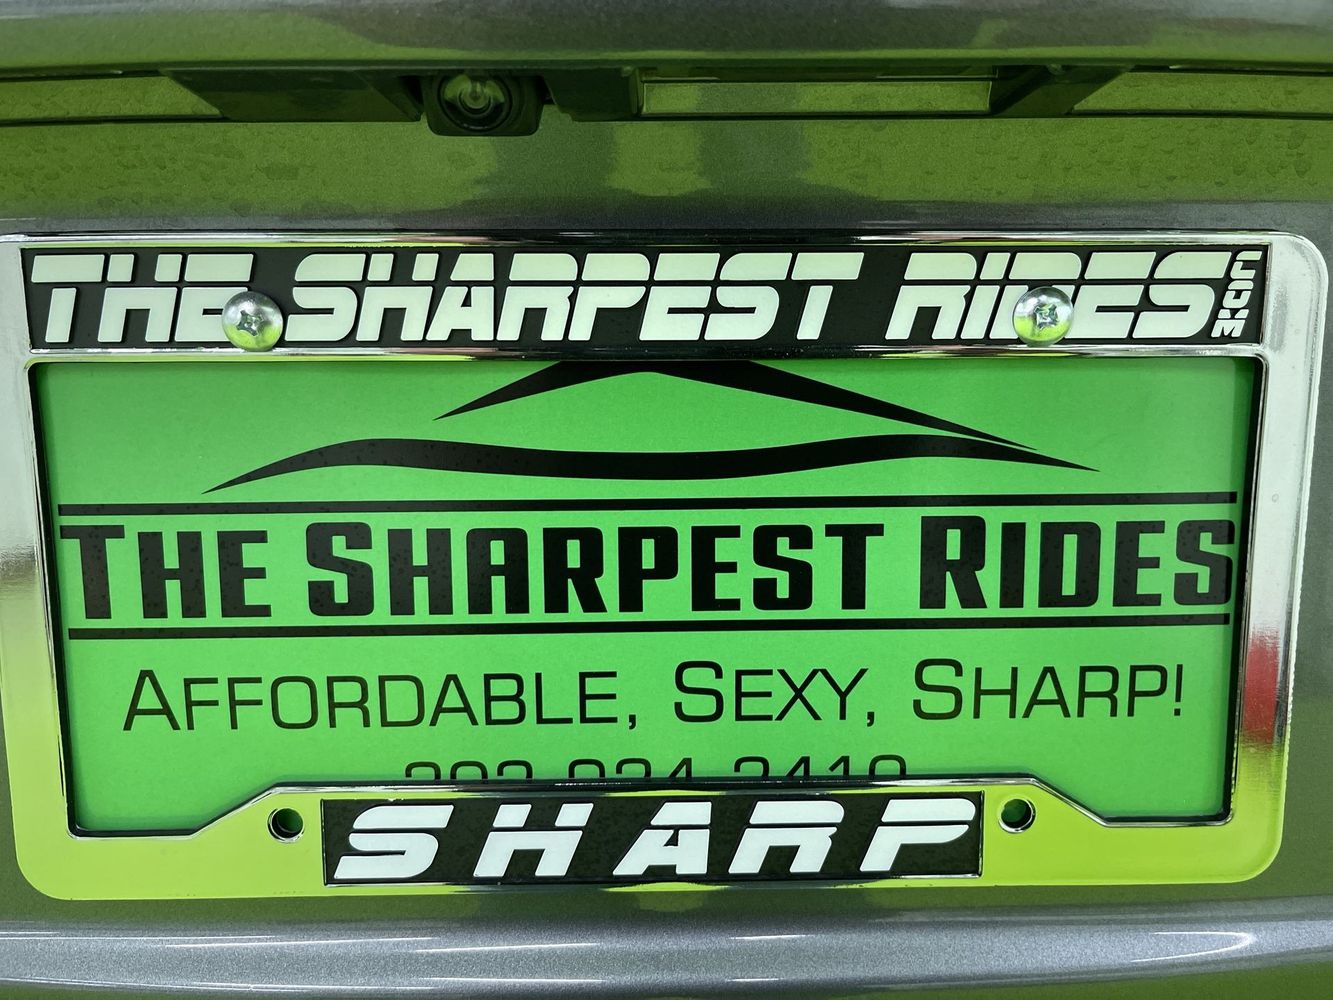 THE SHARPEST RIDES.COM
THE SHARPEST RIDES
AFFORDABLE, SEXY, SHARP!
SHARP